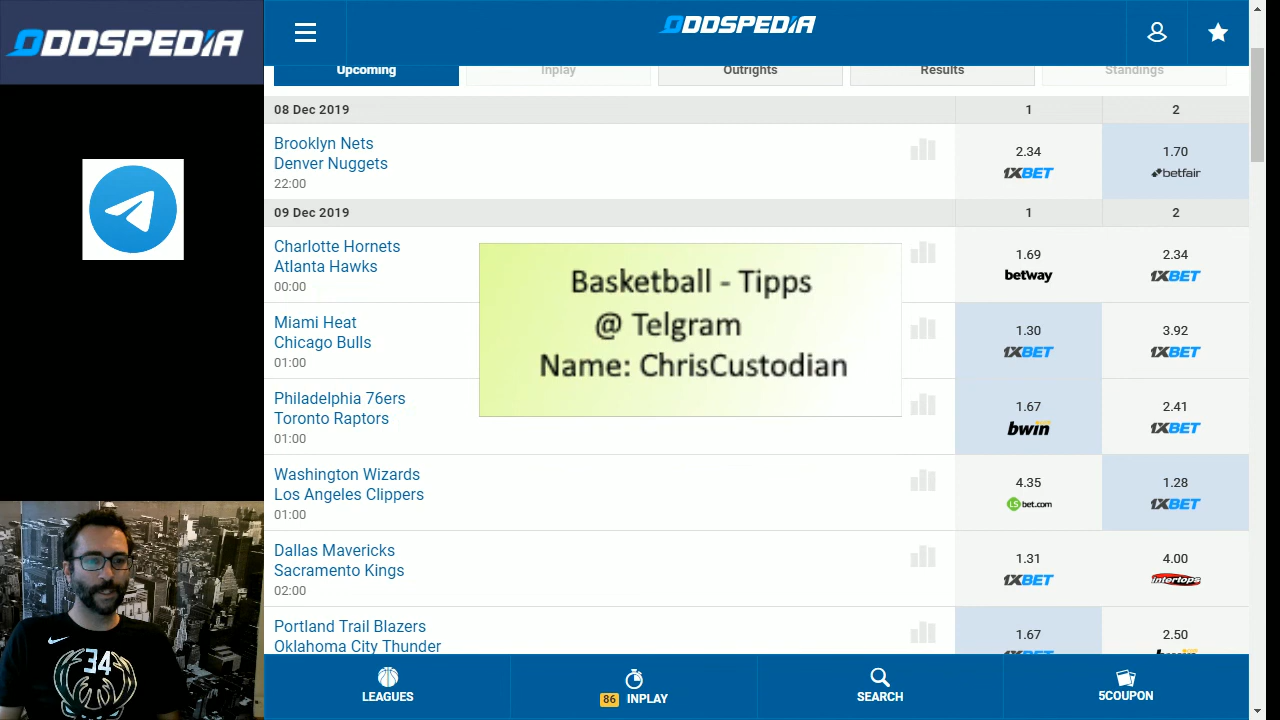 ODDSPEDIA
ODDSPEDIA
Upcoming
Inplay
Outrights
Results
Standings
08 Dec 2019
1
2
Brooklyn Nets
Denver Nuggets
22:00
2.34
1XBET
1.70
betfair
09 Dec 2019
1
2
Charlotte Hornets
Atlanta Hawks
00:00
1.69
betway
2.34
1XBET
Basketball - Tipps
@ Telgram
Name: ChrisCustodian
Miami Heat
Chicago Bulls
01:00
1.30
1XBET
3.92
1XBET
Philadelphia 76ers
Toronto Raptors
01:00
1.67
bwin
2.41
1XBET
Washington Wizards
Los Angeles Clippers
01:00
4.35
LSbet.com
1.28
1XBET
Dallas Mavericks
Sacramento Kings
02:00
1.31
1XBET
4.00
intertops
Portland Trail Blazers
Oklahoma City Thunder
1.67
2.50
34
LEAGUES
86 INPLAY
SEARCH
5COUPON